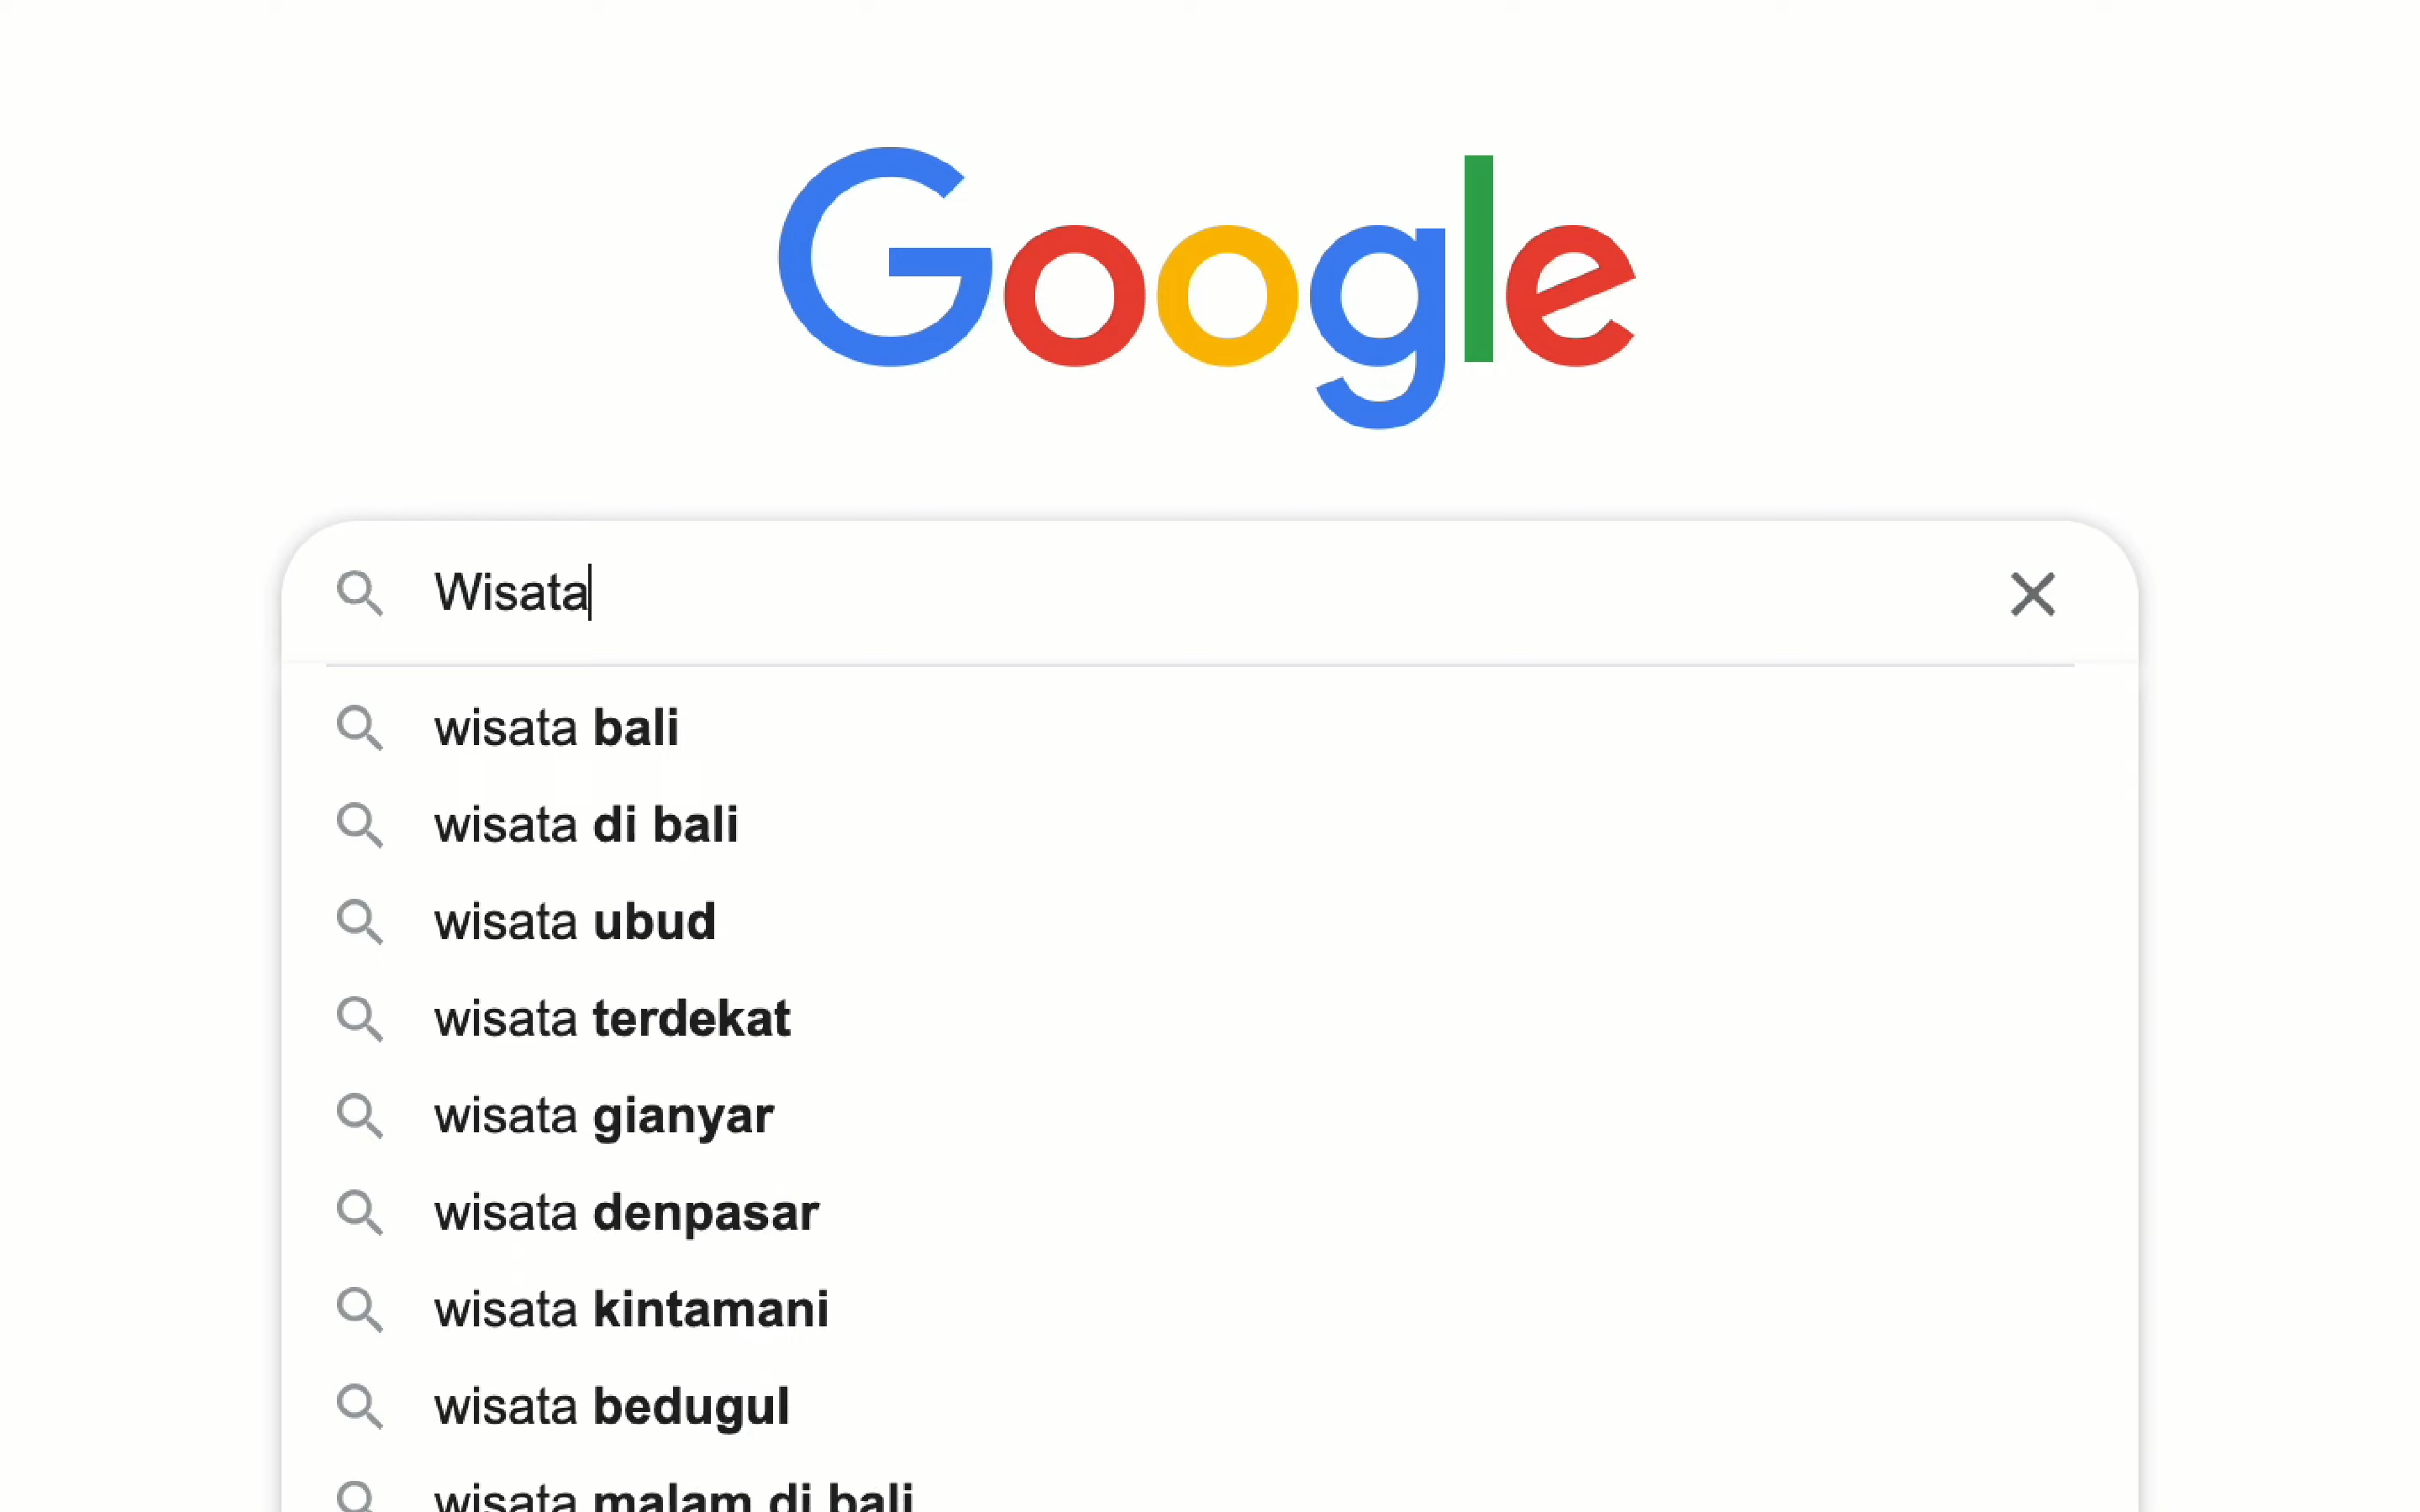 Google
Wisata
wisata bali
wisata di bali
wisata ubud
wisata terdekat
wisata gianyar
wisata denpasar
wisata kintamani
wisata bedugul
wisata malam di bali